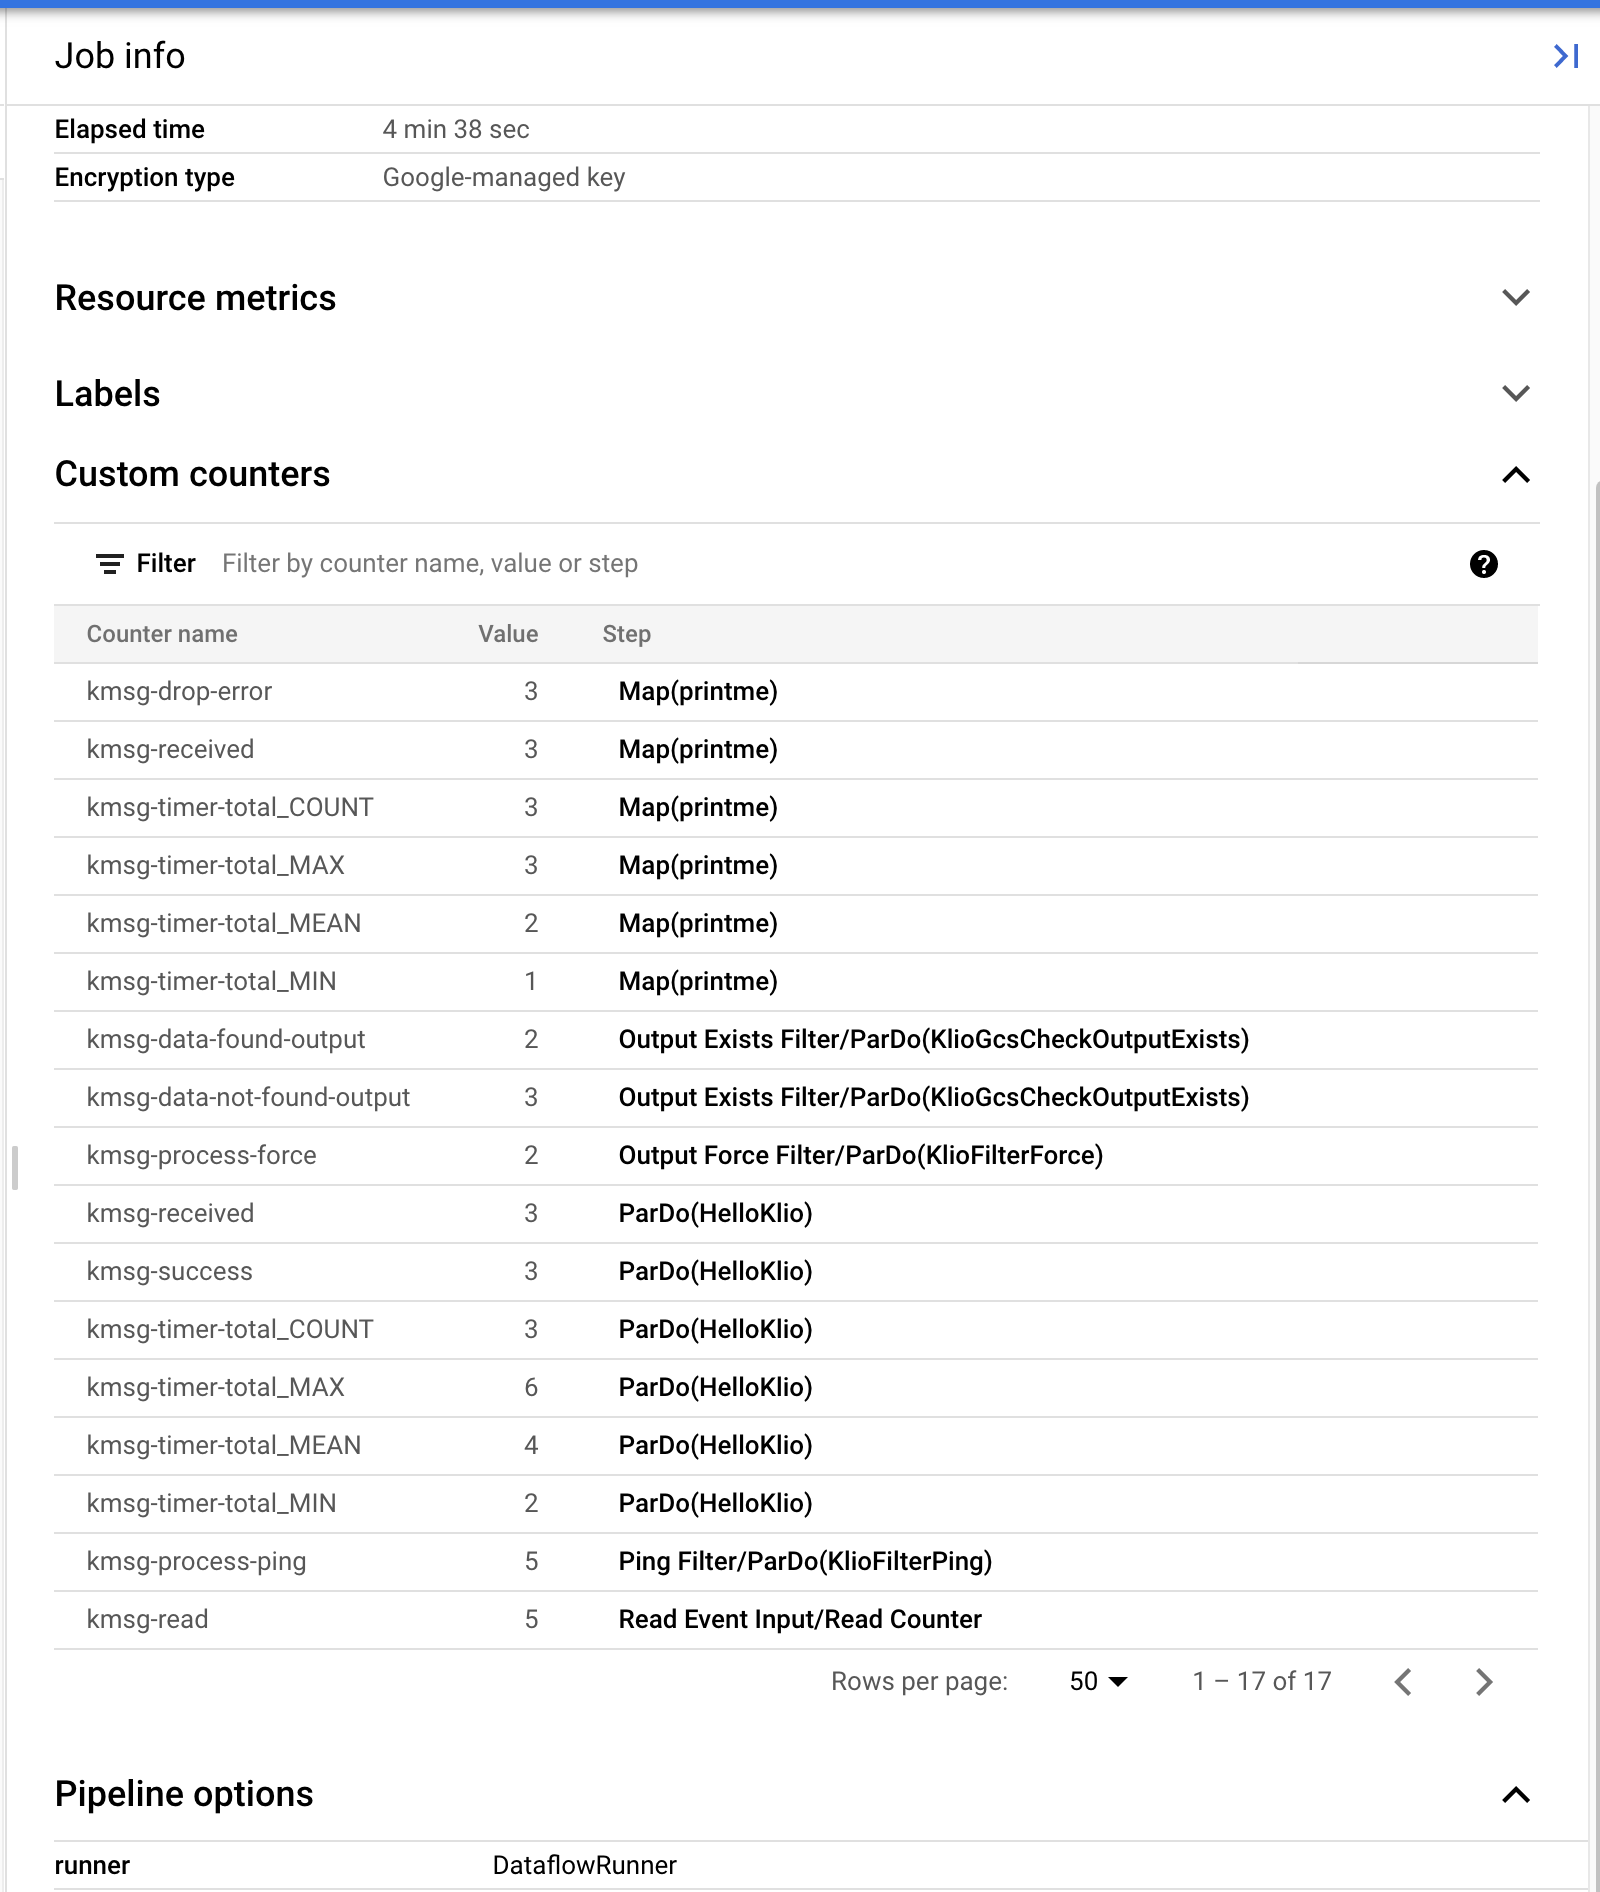 Job info
Elapsed time 4 min 38 sec
Encryption type Google-managed key
Resource metrics
Labels
Custom counters
Filter Filter by counter name, value or step
Counter name Value Step
kmsg-drop-error 3 Map(printme)
kmsg-received 3 Map(printme)
kmsg-timer-total_COUNT 3 Map(printme)
kmsg-timer-total_MAX 3 Map(printme)
kmsg-timer-total_MEAN 2 Map(printme)
kmsg-timer-total_MIN 1 Map(printme)
kmsg-data-found-output 2 Output Exists Filter/ParDo(KlioGcsCheckOutputExists)
kmsg-data-not-found-output 3 Output Exists Filter/ParDo(KlioGcsCheckOutputExists)
kmsg-process-force 2 Output Force Filter/ParDo(KlioFilterForce)
kmsg-received 3 ParDo(HelloKlio)
kmsg-success 3 ParDo(HelloKlio)
kmsg-timer-total_COUNT 3 ParDo(HelloKlio)
kmsg-timer-total_MAX 6 ParDo(HelloKlio)
kmsg-timer-total_MEAN 4 ParDo(HelloKlio)
kmsg-timer-total_MIN 2 ParDo(HelloKlio)
kmsg-process-ping 5 Ping Filter/ParDo(KlioFilterPing)
kmsg-read 5 Read Event Input/Read Counter
Rows per page: 50 1 – 17 of 17
Pipeline options
runner DataflowRunner